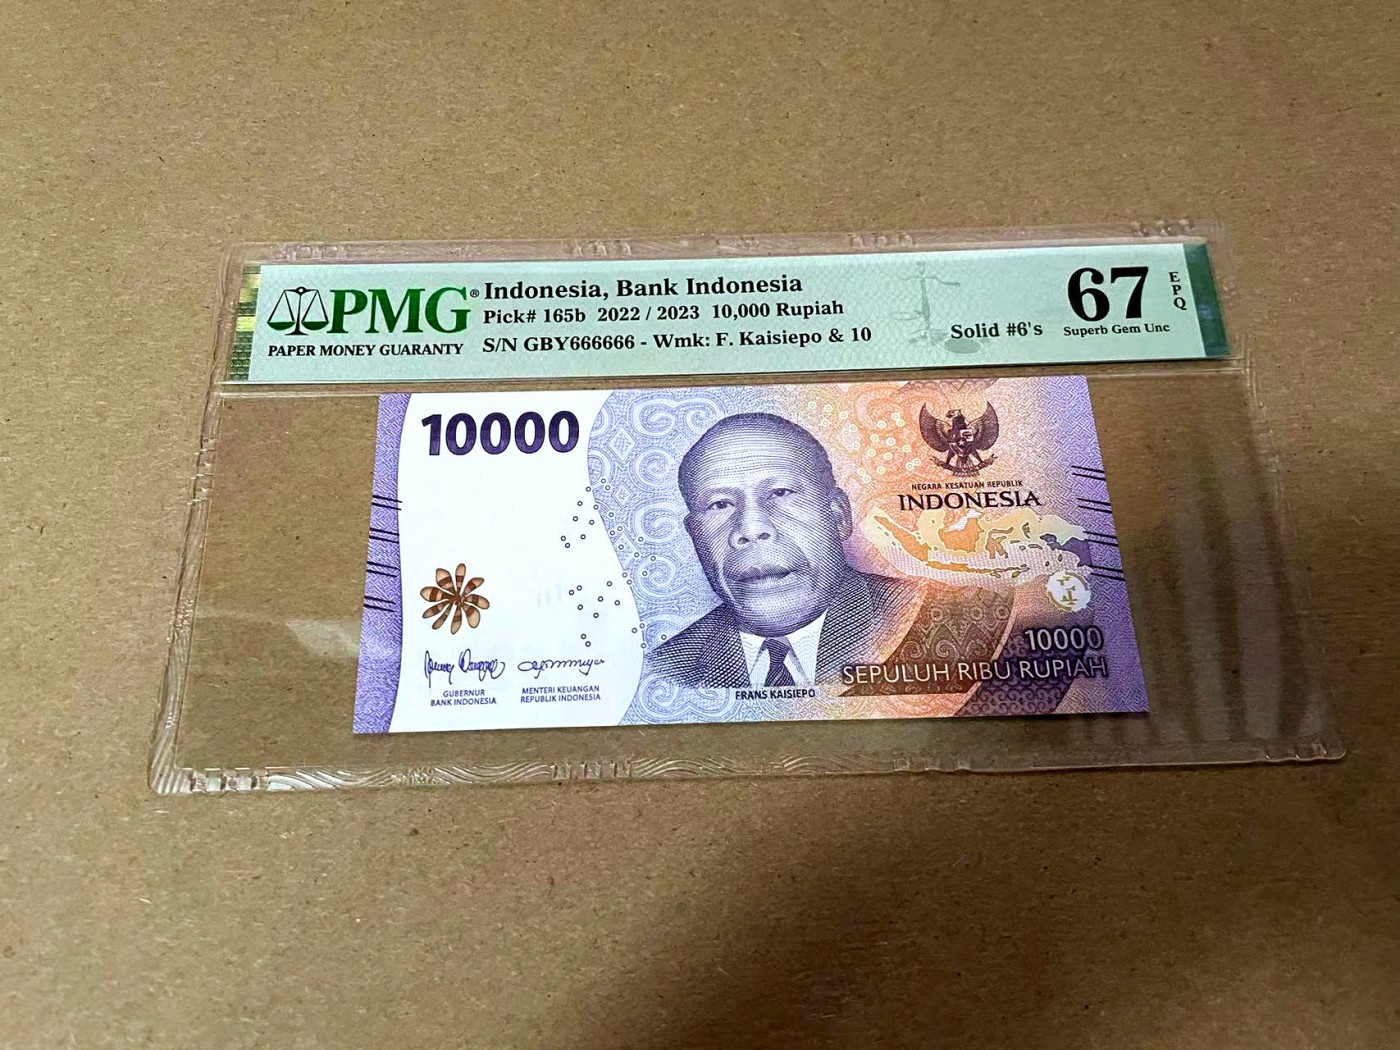 PMG®
PAPER MONEY GUARANTY
Indonesia, Bank Indonesia
Pick# 165b 2022 / 2023 10,000 Rupiah
S/N GBY666666 - Wmk: F. Kaisiepo & 10
Solid #6's
67
EPQ
Superb Gem Unc
10000
NEGARA KESATUAN REPUBLIK
INDONESIA
GUBERNUR
BANK INDONESIA
MENTERI KEUANGAN
REPUBLIK INDONESIA
FRANS KAISIEPO
10000
SEPULUH RIBU RUPIAH